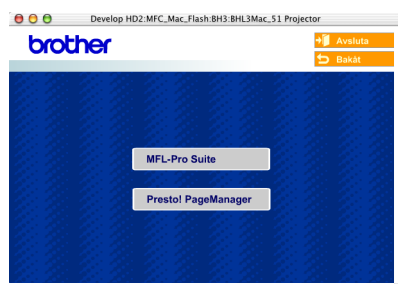 Develop HD2:MFC_Mac_Flash:BH3:BHL3Mac_51 Projector
brother
Avsluta
Bakåt
MFL-Pro Suite
Presto! PageManager